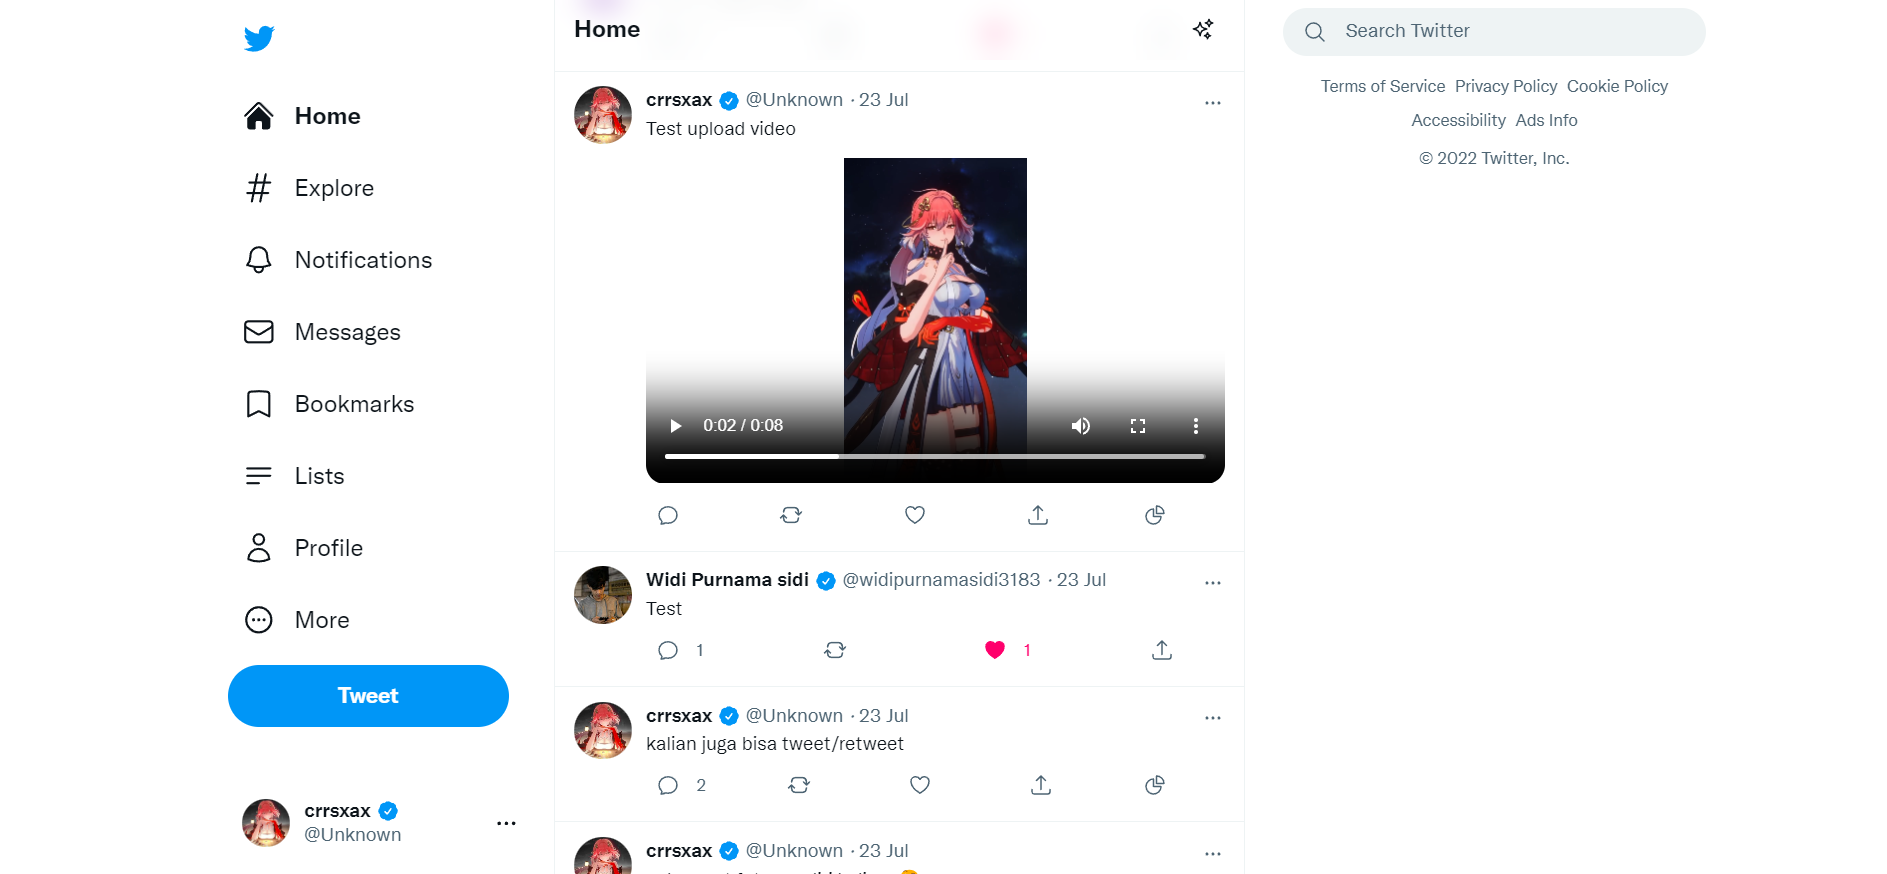 Home
Explore
Notifications
Messages
Bookmarks
Lists
Profile
More
Tweet
crrsxax
@Unknown
Home
crrsxax @Unknown · 23 Jul
Test upload video
0:02 / 0:08
Widi Purnama sidi @widipurnamasidi3183 · 23 Jul
Test
1 1
crrsxax @Unknown · 23 Jul
kalian juga bisa tweet/retweet
2
crrsxax @Unknown · 23 Jul
Search Twitter
Terms of Service Privacy Policy Cookie Policy
Accessibility Ads Info
© 2022 Twitter, Inc.